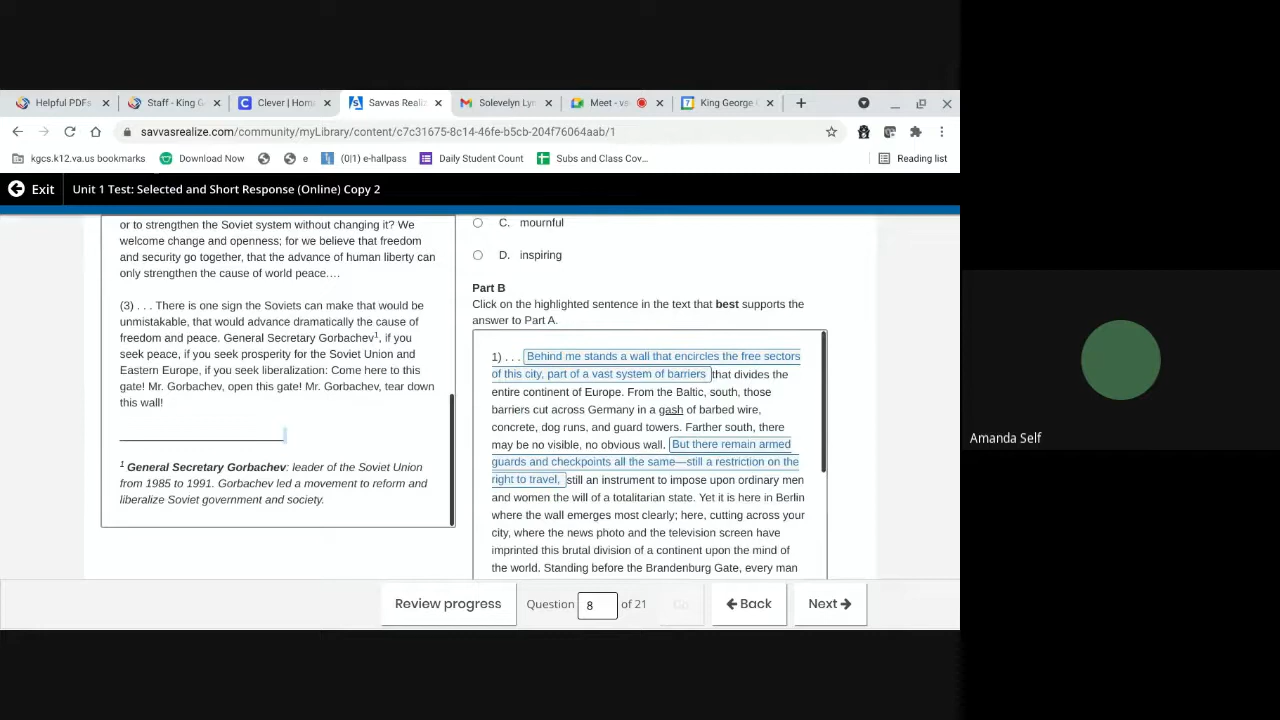 Helpful PDFs
Staff - King G
Clever | Hom
Savvas Realiz
Solevelyn Ly
Meet - vs
King George
savvasrealize.com/community/myLibrary/content/c7c31675-8c14-46fe-b5cb-204f76064aab/1
kgcs.k12.va.us bookmarks
Download Now
e
(0|1) e-hallpass
Daily Student Count
Subs and Class Cov...
Reading list
Exit
Unit 1 Test: Selected and Short Response (Online) Copy 2
or to strengthen the Soviet system without changing it? We
welcome change and openness; for we believe that freedom
and security go together, that the advance of human liberty can
only strengthen the cause of world peace....
(3) . . . There is one sign the Soviets can make that would be
unmistakable, that would advance dramatically the cause of
freedom and peace. General Secretary Gorbachev1, if you
seek peace, if you seek prosperity for the Soviet Union and
Eastern Europe, if you seek liberalization: Come here to this
gate! Mr. Gorbachev, open this gate! Mr. Gorbachev, tear down
this wall!
1 General Secretary Gorbachev: leader of the Soviet Union
from 1985 to 1991. Gorbachev led a movement to reform and
liberalize Soviet government and society.
C. mournful
D. inspiring
Part B
Click on the highlighted sentence in the text that best supports the
answer to Part A.
1) . . . Behind me stands a wall that encircles the free sectors
of this city, part of a vast system of barriers that divides the
entire continent of Europe. From the Baltic, south, those
barriers cut across Germany in a gash of barbed wire,
concrete, dog runs, and guard towers. Farther south, there
may be no visible, no obvious wall. But there remain armed
guards and checkpoints all the same—still a restriction on the
right to travel, still an instrument to impose upon ordinary men
and women the will of a totalitarian state. Yet it is here in Berlin
where the wall emerges most clearly; here, cutting across your
city, where the news photo and the television screen have
imprinted this brutal division of a continent upon the mind of
the world. Standing before the Brandenburg Gate, every man
Review progress
Question 8 of 21
Go
Back
Next
Amanda Self